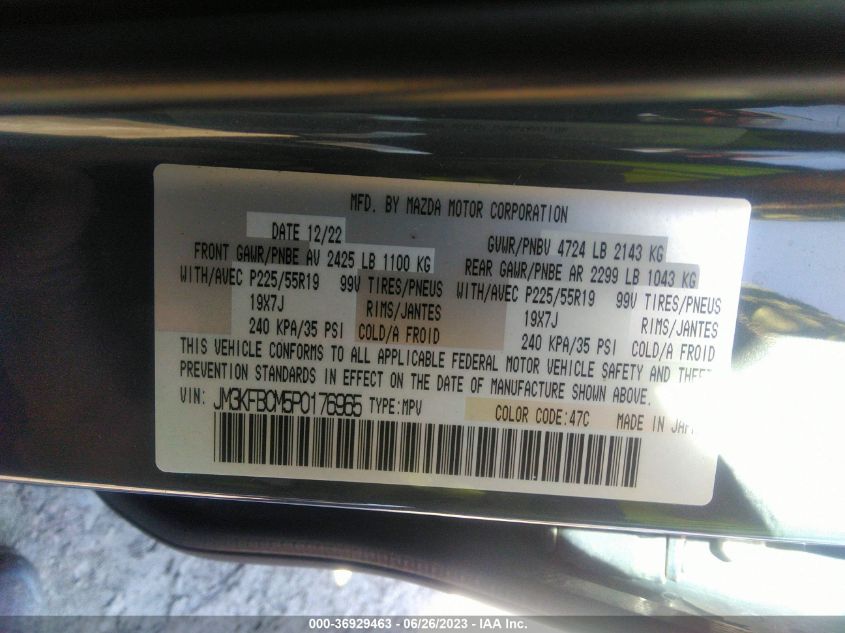 MFD. BY MAZDA MOTOR CORPORATION
DATE 12/22 GVWR/PNBV 4724 LB 2143 KG
FRONT GAWR/PNBE AV 2425 LB 1100 KG REAR GAWR/PNBE AR 2299 LB 1043 KG
WITH/AVEC P225/55R19 99V TIRES/PNEUS WITH/AVEC P225/55R19 99V TIRES/PNEUS
19X7J RIMS/JANTES 19X7J RIMS/JANTES
240 KPA/35 PSI COLD/A FROID 240 KPA/35 PSI COLD/A FROID
THIS VEHICLE CONFORMS TO ALL APPLICABLE FEDERAL MOTOR VEHICLE SAFETY AND THEFT
PREVENTION STANDARDS IN EFFECT ON THE DATE OF MANUFACTURE SHOWN ABOVE.
VIN: JM3KFBCM5P0176965 TYPE:MPV COLOR CODE:47C MADE IN JAPAN
000-36929463 - 06/26/2023 - IAA Inc.